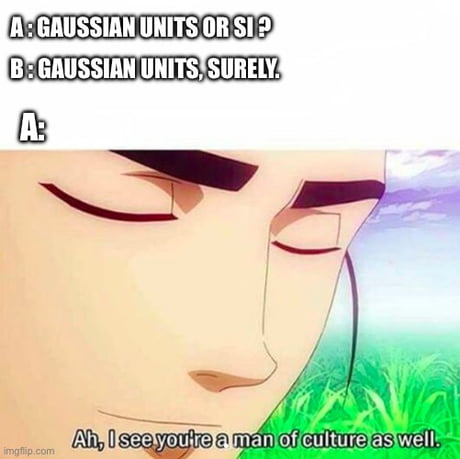 A : GAUSSIAN UNITS OR SI ?
B : GAUSSIAN UNITS, SURELY.
A:
Ah, I see you're a man of culture as well.
imgflip.com